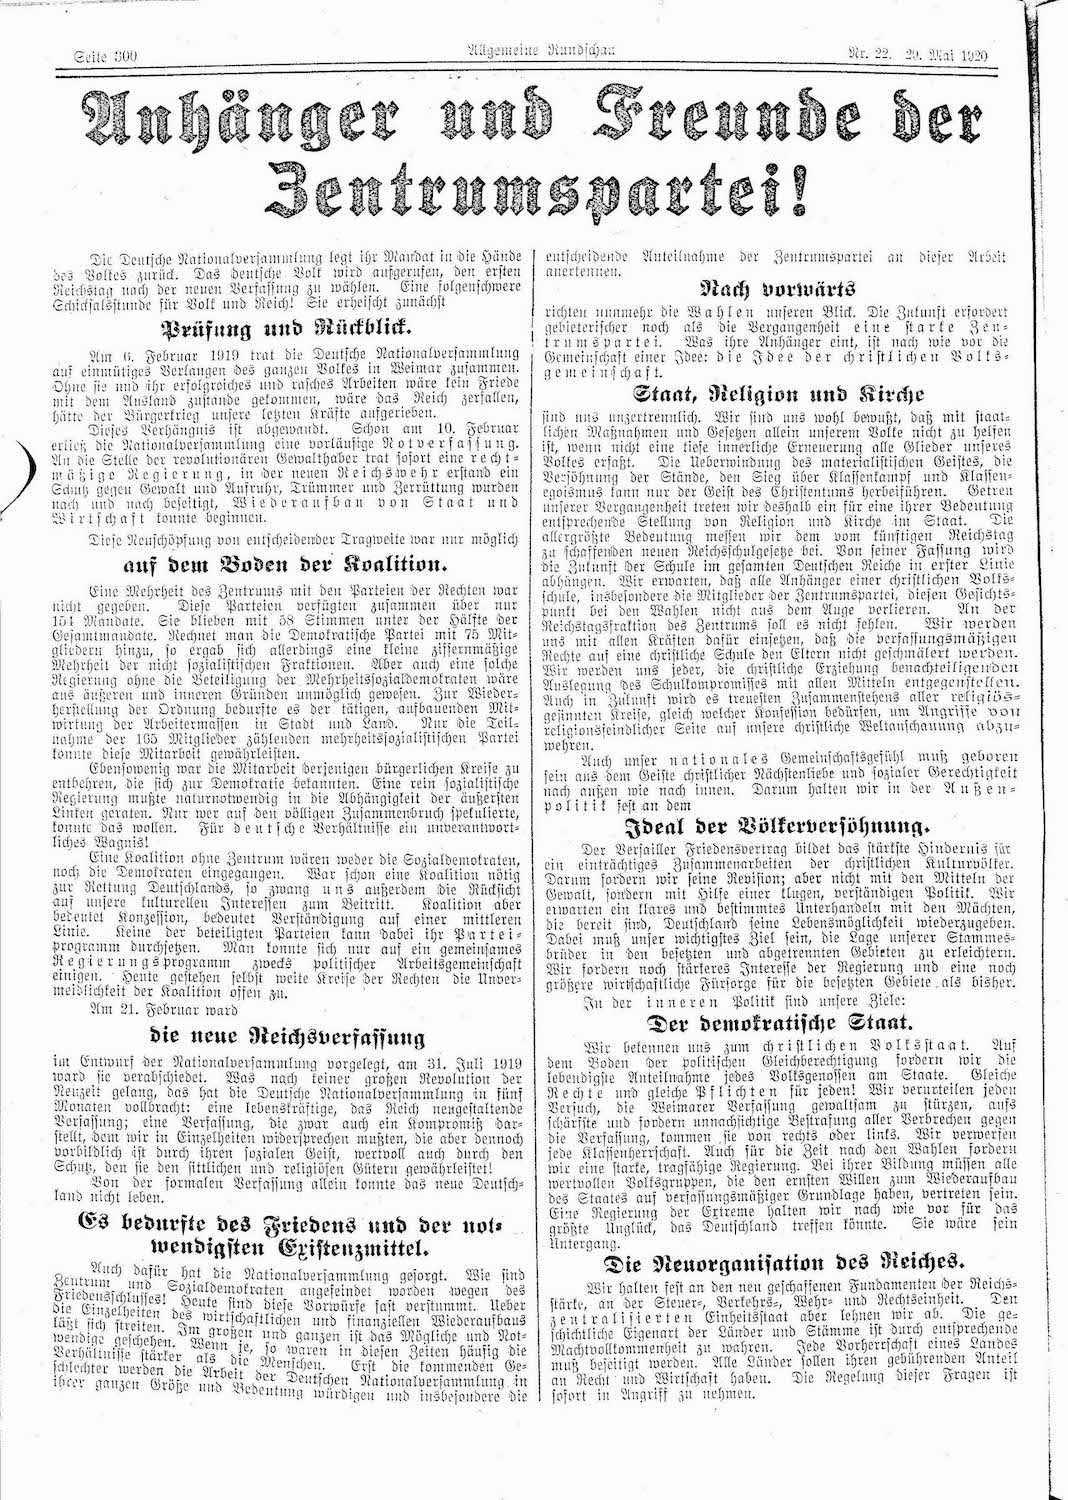 Seite 300
Allgemeine Rundschau
Nr. 22. 29. Mai 1920
Anhänger und Freunde der
Zentrumspartei!
Die Deutsche Nationalversammlung legt ihr Mandat in die Hände
des Volkes zurück. Das deutsche Volk wird aufgerufen, den ersten
Reichstag nach der neuen Verfassung zu wählen. Eine folgenschwere
Schicksalsstunde für Volk und Reich! Sie erheischt zunächst
Prüfung und Rückblick.
Am 6. Februar 1919 trat die Deutsche Nationalversammlung
auf einmütiges Verlangen des ganzen Volkes in Weimar zusammen.
Ohne sie und ihr erfolgreiches und rasches Arbeiten wäre kein Friede
mit dem Ausland zustande gekommen, wäre das Reich zerfallen,
hätte der Bürgerkrieg unsere letzten Kräfte aufgerieben.
Dieses Verhängnis ist abgewandt. Schon am 10. Februar
erließ die Nationalversammlung eine vorläufige Notverfassung.
An die Stelle der revolutionären Gewalthaber trat sofort eine recht-
mäßige Regierung, in der neuen Reichswehr erstand ein
Schutz gegen Gewalt und Aufruhr, Trümmer und Zerrüttung wurden
nach und nach beseitigt, Wiederaufbau von Staat und
Wirtschaft konnte beginnen.
Diese Neuschöpfung von entscheidender Tragweite war nur möglich
auf dem Boden der Koalition.
Eine Mehrheit des Zentrums mit den Parteien der Rechten war
nicht gegeben. Diese Parteien verfügten zusammen über nur
154 Mandate. Sie blieben mit 58 Stimmen unter der Hälfte der
Gesamtmandate. Rechnet man die Demokratische Partei mit 75 Mit-
gliedern hinzu, so ergab sich allerdings eine kleine ziffernmäßige
Mehrheit der nicht sozialistischen Fraktionen. Aber auch eine solche
Regierung ohne die Beteiligung der Mehrheitssozialdemokraten wäre
aus äußeren und inneren Gründen unmöglich gewesen. Zur Wieder-
herstellung der Ordnung bedurfte es der tätigen, aufbauenden Mit-
wirkung der Arbeitermassen in Stadt und Land. Nur die Teil-
nahme der 165 Mitglieder zählenden mehrheitssozialistischen Partei
konnte diese Mitarbeit gewährleisten.
Ebensowenig war die Mitarbeit derjenigen bürgerlichen Kreise zu
entbehren, die sich zur Demokratie bekannten. Eine rein sozialistische
Regierung mußte naturnotwendig in die Abhängigkeit der äußersten
Linken geraten. Nur wer auf den völligen Zusammenbruch spekulierte,
konnte das wollen. Für deutsche Verhältnisse ein unverantwort-
liches Wagnis!
Eine Koalition ohne Zentrum wären weder die Sozialdemokraten,
noch die Demokraten eingegangen. War schon eine Koalition nötig
zur Rettung Deutschlands, so zwang uns außerdem die Rücksicht
auf unsere kulturellen Interessen zum Beitritt. Koalition aber
bedeutet Konzession, bedeutet Verständigung auf einer mittleren
Linie. Keine der beteiligten Parteien kann dabei ihr Partei-
programm durchsetzen. Man konnte sich nur auf ein gemeinsames
Regierungsprogramm zwecks politischer Arbeitsgemeinschaft
einigen. Heute gestehen selbst weite Kreise der Rechten die Unver-
meidlichkeit der Koalition offen zu.
Am 21. Februar ward
die neue Reichsverfassung
im Entwurf der Nationalversammlung vorgelegt, am 31. Juli 1919
ward sie verabschiedet. Was nach keiner großen Revolution der
Neuzeit gelang, das hat die Deutsche Nationalversammlung in fünf
Monaten vollbracht: eine lebenskräftige, das Reich neugestaltende
Verfassung; eine Verfassung, die zwar auch ein Kompromiß dar-
stellt, dem wir in Einzelheiten widersprechen mußten, die aber dennoch
vorbildlich ist durch ihren sozialen Geist, wertvoll auch durch den
Schutz, den sie den sittlichen und religiösen Gütern gewährleistet!
Von der formalen Verfassung allein konnte das neue Deutsch-
land nicht leben.
Es bedurfte des Friedens und der not-
wendigsten Existenzmittel.
Auch dafür hat die Nationalversammlung gesorgt. Wie sind
Zentrum und Sozialdemokraten angefeindet worden wegen des
Friedensschlusses! Heute sind diese Vorwürfe fast verstummt. Ueber
die Einzelheiten des wirtschaftlichen und finanziellen Wiederaufbaus
läßt sich streiten. Im großen und ganzen ist das Mögliche und Not-
wendige geschehen. Wenn je, so waren in diesen Zeiten häufig die
Verhältnisse stärker als die Menschen. Erst die kommenden Ge-
schlechter werden die Arbeit der Deutschen Nationalversammlung in
ihrer ganzen Größe und Bedeutung würdigen und insbesondere die
entscheidende Anteilnahme der Zentrumspartei an dieser Arbeit
anerkennen.
Nach vorwärts
richten nunmehr die Wahlen unseren Blick. Die Zukunft erfordert
gebieterischer noch als die Vergangenheit eine starke Zen-
trumspartei. Was ihre Anhänger eint, ist nach wie vor die
Gemeinschaft einer Idee: die Idee der christlichen Volks-
gemeinschaft.
Staat, Religion und Kirche
sind uns unzertrennlich. Wir sind uns wohl bewußt, daß mit staat-
lichen Maßnahmen und Gesetzen allein unserem Volke nicht zu helfen
ist, wenn nicht eine tiefe innerliche Erneuerung alle Glieder unseres
Volkes erfaßt. Die Ueberwindung des materialistischen Geistes, die
Versöhnung der Stände, den Sieg über Klassenkampf und Klassen-
egoismus kann nur der Geist des Christentums herbeiführen. Getreu
unserer Vergangenheit treten wir deshalb ein für eine ihrer Bedeutung
entsprechende Stellung von Religion und Kirche im Staat. Die
allergrößte Bedeutung messen wir dem vom künftigen Reichstag
zu schaffenden neuen Reichsschulgesetze bei. Von seiner Fassung wird
die Zukunft der Schule im gesamten Deutschen Reiche in erster Linie
abhängen. Wir erwarten, daß alle Anhänger einer christlichen Volks-
schule, insbesondere die Mitglieder der Zentrumspartei, diesen Gesichts-
punkt bei den Wahlen nicht aus dem Auge verlieren. An der
Reichstagsfraktion des Zentrums soll es nicht fehlen. Wir werden
uns mit allen Kräften dafür einsetzen, daß die verfassungsmäßigen
Rechte auf eine christliche Schule den Eltern nicht geschmälert werden.
Wir werden uns jeder, die christliche Erziehung benachteiligenden
Auslegung des Schulkompromisses mit allen Mitteln entgegenstellen.
Auch in Zukunft wird es treuesten Zusammenstehens aller religiös-
gesinnten Kreise, gleich welcher Konfession bedürfen, um Angriffe von
religionsfeindlicher Seite auf unsere christliche Weltanschauung abzu-
wehren.
Auch unser nationales Gemeinschaftsgefühl muß geboren
sein aus dem Geiste christlicher Nächstenliebe und sozialer Gerechtigkeit
nach außen wie nach innen. Darum halten wir in der Außen-
politik fest an dem
Ideal der Völkerversöhnung.
Der Versailler Friedensvertrag bildet das stärkste Hindernis für
ein einträchtiges Zusammenarbeiten der christlichen Kulturvölker.
Darum fordern wir seine Revision; aber nicht mit den Mitteln der
Gewalt, sondern mit Hilfe einer klugen, verständigen Politik. Wir
erwarten ein klares und bestimmtes Unterhandeln mit den Mächten,
die bereit sind, Deutschland seine Lebensmöglichkeit wiederzugeben.
Dabei muß unser wichtigstes Ziel sein, die Lage unserer Stammes-
brüder in den besetzten und abgetrennten Gebieten zu erleichtern.
Wir fordern noch stärkeres Interesse der Regierung und eine noch
größere wirtschaftliche Fürsorge für die besetzten Gebiete als bisher.
In der inneren Politik sind unsere Ziele:
Der demokratische Staat.
Wir bekennen uns zum christlichen Volksstaat. Auf
dem Boden der politischen Gleichberechtigung fordern wir die
lebendigste Anteilnahme jedes Volksgenossen am Staate. Gleiche
Rechte und gleiche Pflichten für jeden! Wir verurteilen jeden
Versuch, die Weimarer Verfassung gewaltsam zu stürzen, aufs
schärfste und fordern unnachsichtige Bestrafung aller Verbrechen gegen
die Verfassung, kommen sie von rechts oder links. Wir verwerfen
jede Klassenherrschaft. Auch für die Zeit nach den Wahlen fordern
wir eine starke, tragfähige Regierung. Bei ihrer Bildung müssen alle
wertvollen Volksgruppen, die den ernsten Willen zum Wiederaufbau
des Staates auf verfassungsmäßiger Grundlage haben, vertreten sein.
Eine Regierung der Extreme halten wir nach wie vor für das
größte Unglück, das Deutschland treffen könnte. Sie wäre sein
Untergang.
Die Neuorganisation des Reiches.
Wir halten fest an den neu geschaffenen Fundamenten der Reichs-
stärke, an der Steuer-, Verkehrs-, Wehr- und Rechtseinheit. Den
zentralisierten Einheitsstaat aber lehnen wir ab. Die ge-
schichtliche Eigenart der Länder und Stämme ist durch entsprechende
Machtvollkommenheit zu wahren. Jede Vorherrschaft eines Landes
muß beseitigt werden. Alle Länder sollen ihren gebührenden Anteil
an Recht und Wirtschaft haben. Die Regelung dieser Fragen ist
sofort in Angriff zu nehmen.